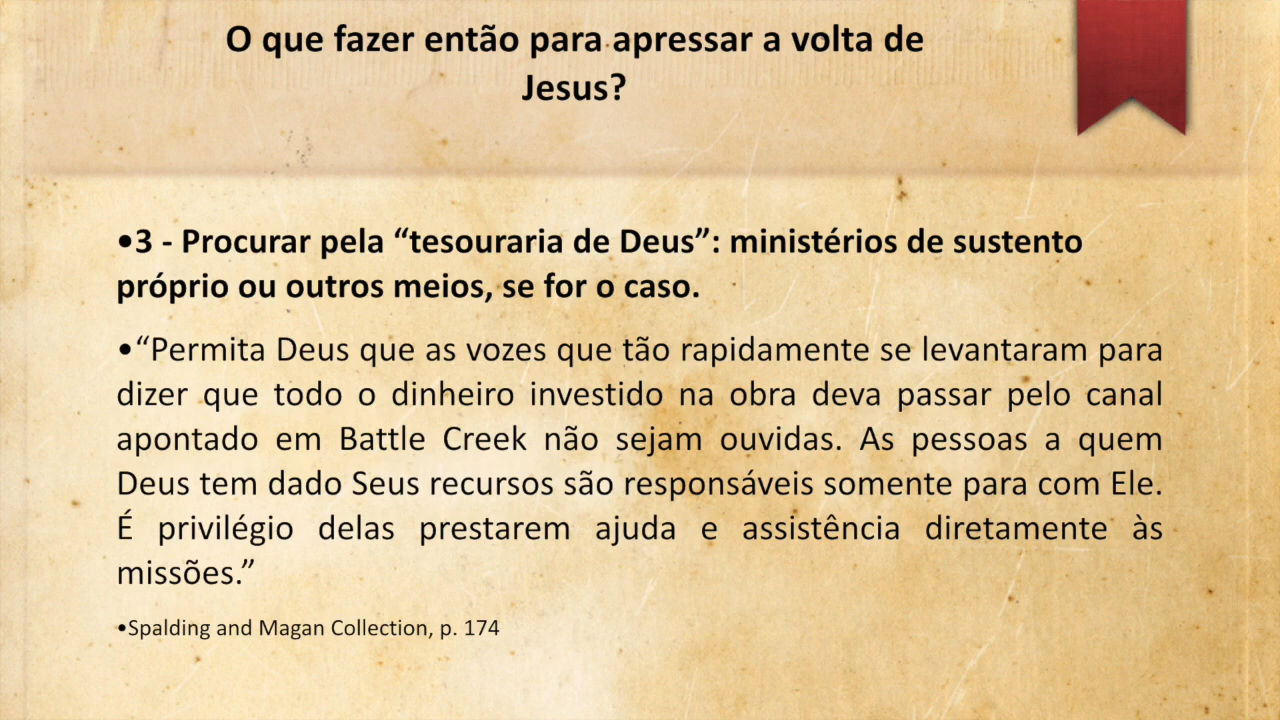 O que fazer então para apressar a volta de
Jesus?
•3 - Procurar pela “tesouraria de Deus”: ministérios de sustento
próprio ou outros meios, se for o caso.
•“Permita Deus que as vozes que tão rapidamente se levantaram para
dizer que todo o dinheiro investido na obra deva passar pelo canal
apontado em Battle Creek não sejam ouvidas. As pessoas a quem
Deus tem dado Seus recursos são responsáveis somente para com Ele.
É privilégio delas prestarem ajuda e assistência diretamente às
missões.”
•Spalding and Magan Collection, p. 174